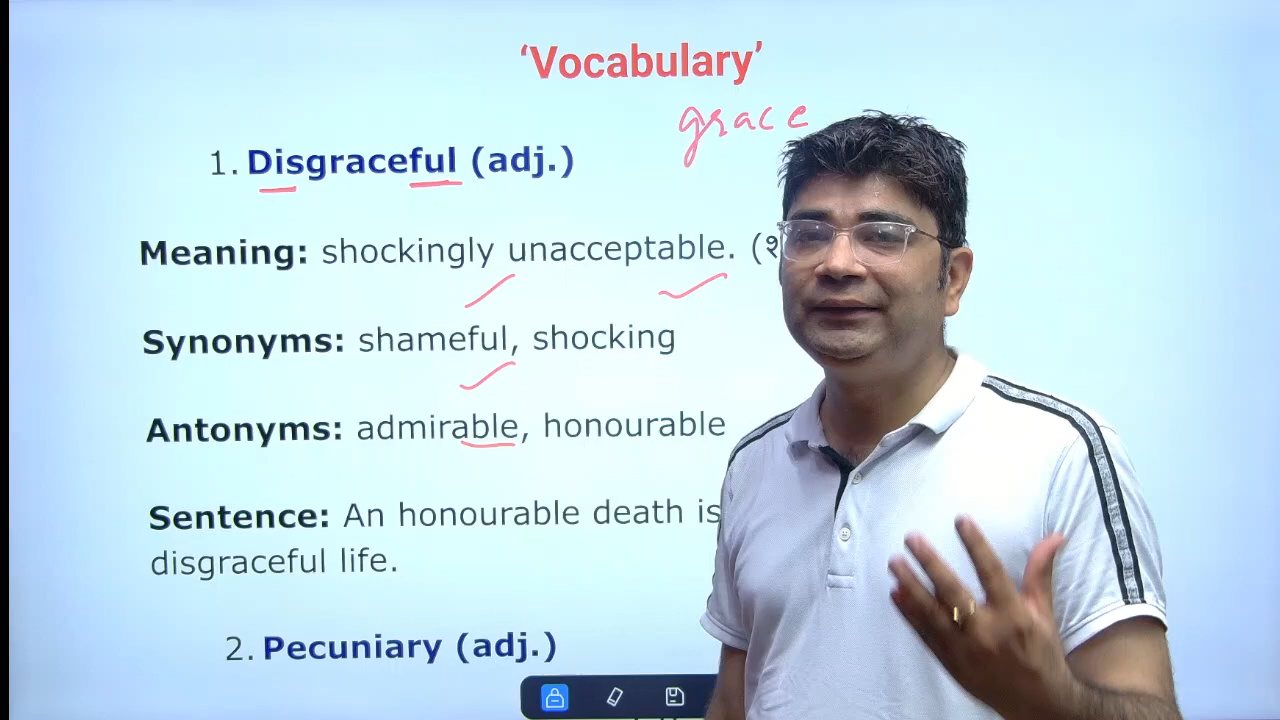 ‘Vocabulary’
grace
1. Disgraceful (adj.)
Meaning: shockingly unacceptable. (
Synonyms: shameful, shocking
Antonyms: admirable, honourable
Sentence: An honourable death is
disgraceful life.
2. Pecuniary (adj.)